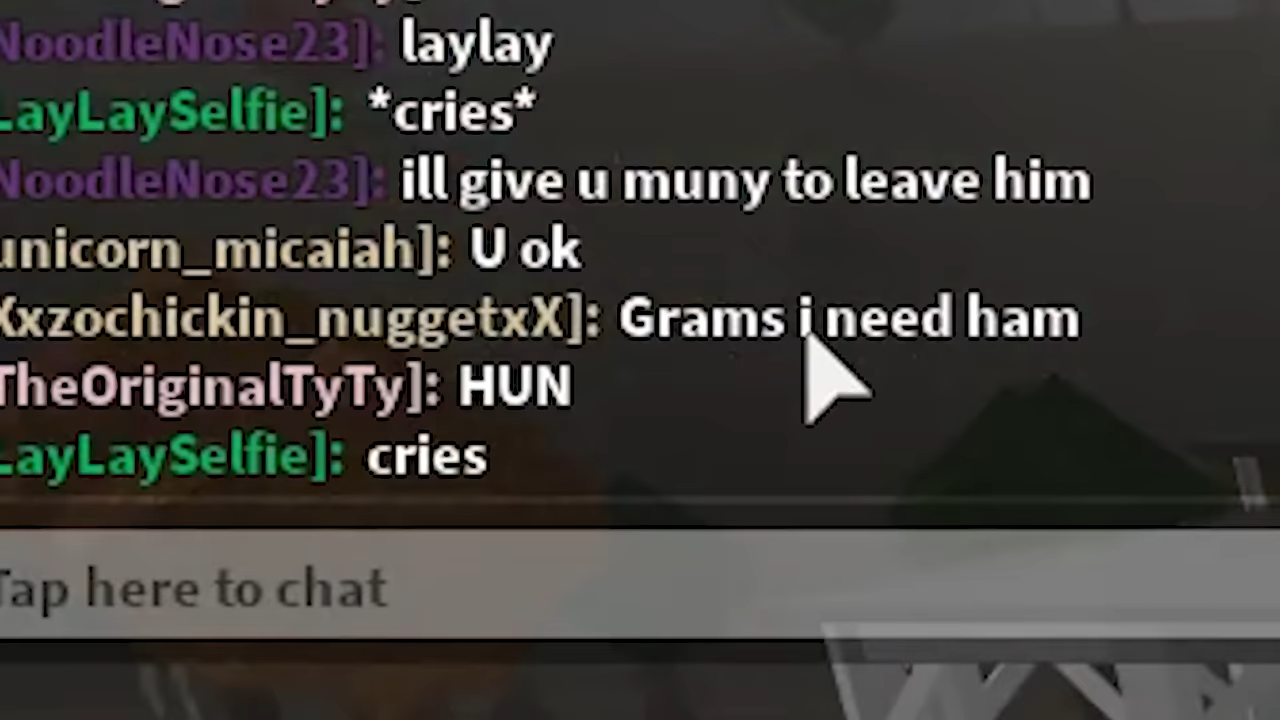 NoodleNose23]: laylay
LayLaySelfie]: *cries*
NoodleNose23]: ill give u muny to leave him
unicorn_micaiah]: U ok
Xxzochickin_nuggetxX]: Grams i need ham
TheOriginalTyTy]: HUN
LayLaySelfie]: cries
Tap here to chat